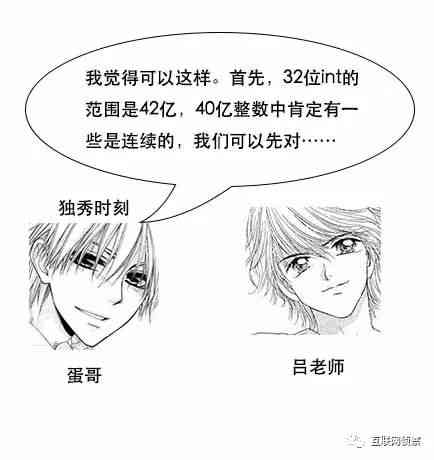 我觉得可以这样。首先，32位int的
范围是42亿，40亿整数中肯定有一
些是连续的，我们可以先对……
独秀时刻
蛋哥
吕老师
互联网侦察